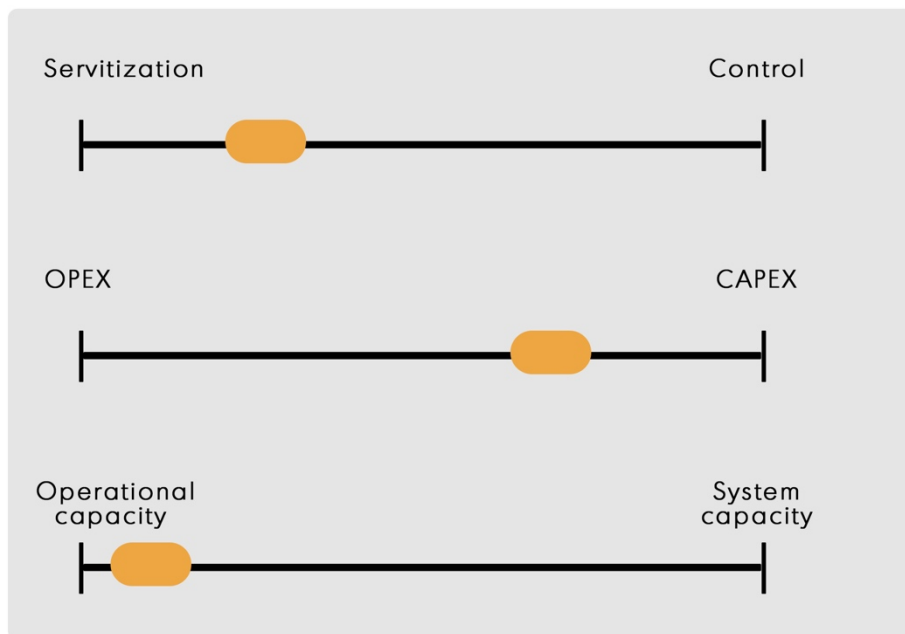 Servitization Control
OPEX CAPEX
Operational System
capacity capacity